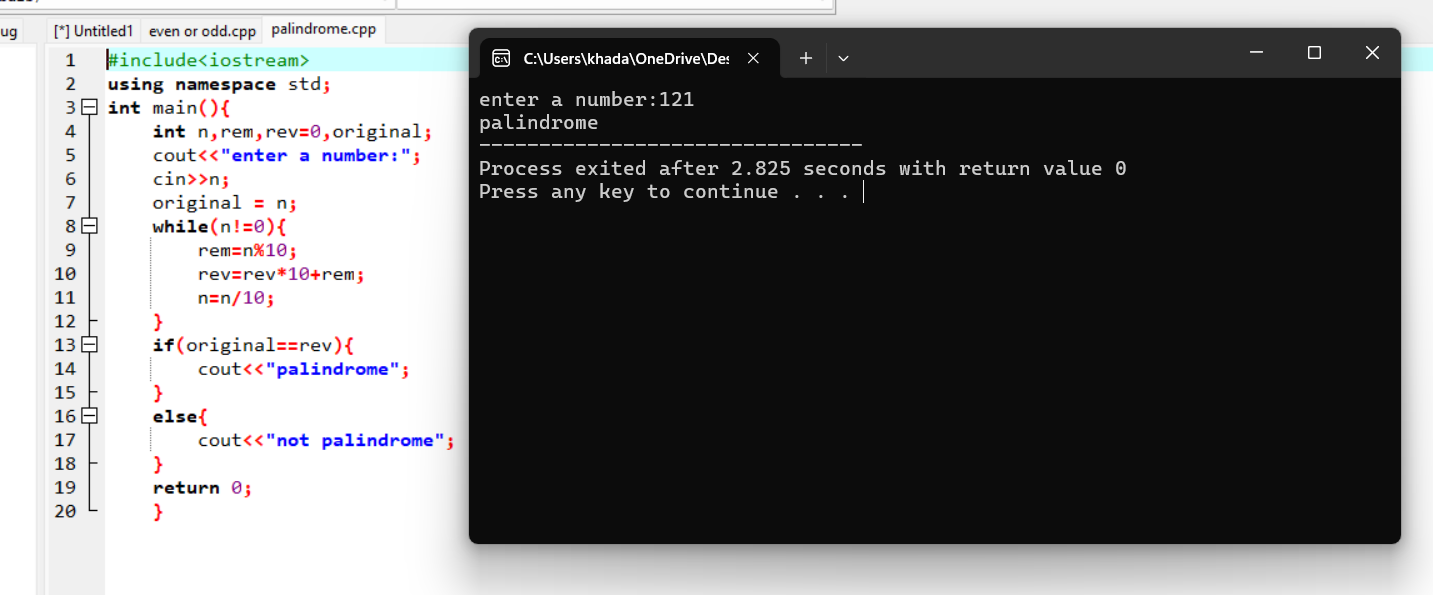 ug [*] Untitled1 even or odd.cpp palindrome.cpp
1 #include<iostream>
2 using namespace std;
3 int main(){
4 int n,rem,rev=0,original;
5 cout<<"enter a number:";
6 cin>>n;
7 original = n;
8 while(n!=0){
9 rem=n%10;
10 rev=rev*10+rem;
11 n=n/10;
12 }
13 if(original==rev){
14 cout<<"palindrome";
15 }
16 else{
17 cout<<"not palindrome";
18 }
19 return 0;
20 }
C:\Users\khada\OneDrive\Des
enter a number:121
palindrome
--------------------------------
Process exited after 2.825 seconds with return value 0
Press any key to continue . . .